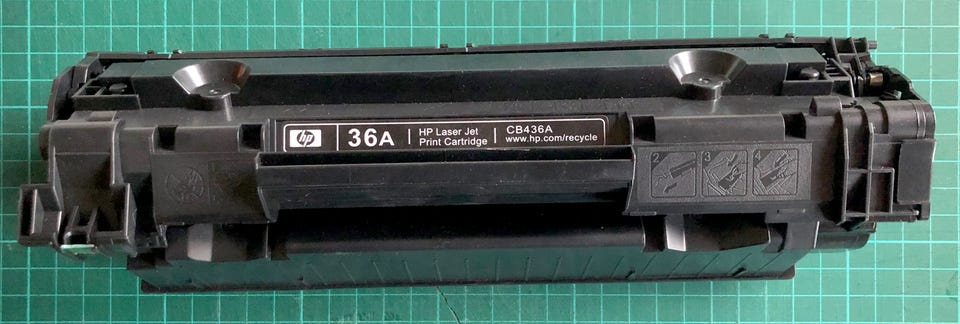 hp
36A
HP Laser Jet
Print Cartridge
CB436A
www.hp.com/recycle
2 3 4